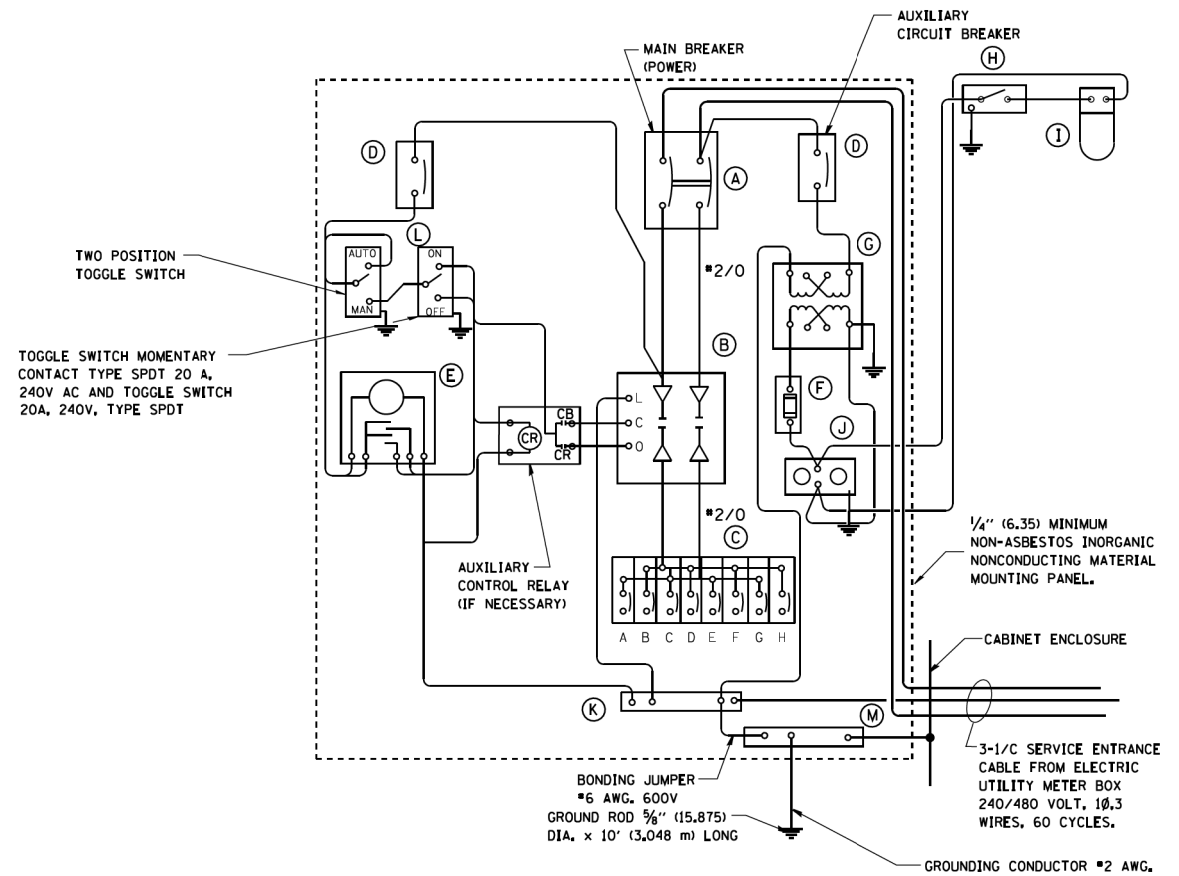 AUXILIARY
CIRCUIT BREAKER
MAIN BREAKER
(POWER)
H
D
A
D
I
L
G
TWO POSITION
TOGGLE SWITCH
AUTO
MAN
ON
OFF
#2/0
B
TOGGLE SWITCH MOMENTARY
CONTACT TYPE SPDT 20 A.
240V AC AND TOGGLE SWITCH
20A, 240V, TYPE SPDT
E
F
L
C
O
CB
CR
CR
J
#2/0
C
1/4" (6.35) MINIMUM
NON-ASBESTOS INORGANIC
NONCONDUCTING MATERIAL
MOUNTING PANEL.
AUXILIARY
CONTROL RELAY
(IF NECESSARY)
A B C D E F G H
CABINET ENCLOSURE
K
M
3-1/C SERVICE ENTRANCE
CABLE FROM ELECTRIC
UTILITY METER BOX
240/480 VOLT, 1Ø,3
WIRES, 60 CYCLES.
BONDING JUMPER
#6 AWG. 600V
GROUND ROD 5/8" (15.875)
DIA. x 10' (3.048 m) LONG
GROUNDING CONDUCTOR #2 AWG.